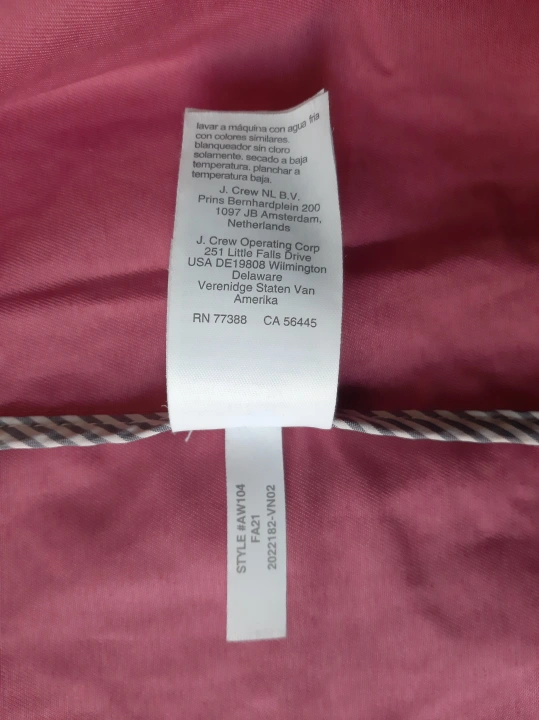 lavar a máquina con agua fría
con colores similares.
blanqueador sin cloro
solamente. secado a baja
temperatura. planchar a
temperatura baja.
J. Crew NL B.V.
Prins Bernhardplein 200
1097 JB Amsterdam,
Netherlands
J. Crew Operating Corp
251 Little Falls Drive
USA DE19808 Wilmington
Delaware
Verenidge Staten Van
Amerika
RN 77388 CA 56445
STYLE #AW104
FA21
2022182-VN02